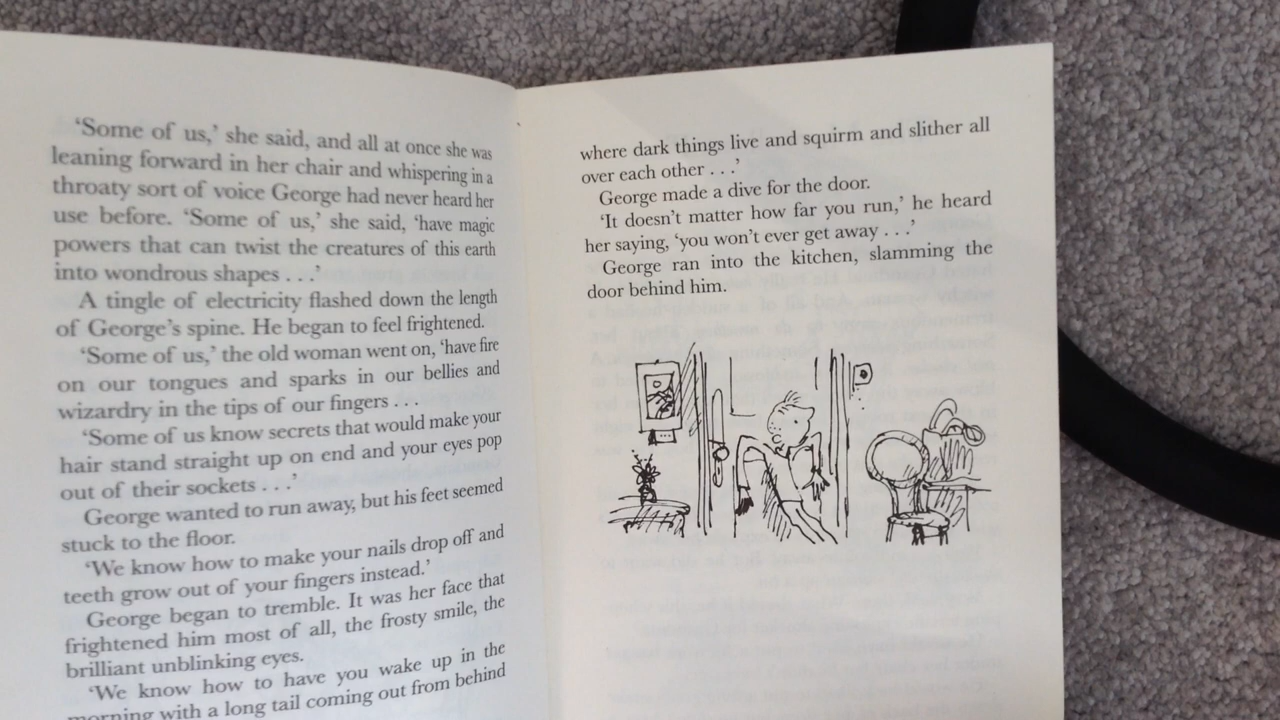 ‘Some of us,’ she said, and all at once she was
leaning forward in her chair and whispering in a
throaty sort of voice George had never heard her
use before. ‘Some of us,’ she said, ‘have magic
powers that can twist the creatures of this earth
into wondrous shapes . . .’
A tingle of electricity flashed down the length
of George’s spine. He began to feel frightened.
‘Some of us,’ the old woman went on, ‘have fire
on our tongues and sparks in our bellies and
wizardry in the tips of our fingers . . .
‘Some of us know secrets that would make your
hair stand straight up on end and your eyes pop
out of their sockets . . .’
George wanted to run away, but his feet seemed
stuck to the floor.
‘We know how to make your nails drop off and
teeth grow out of your fingers instead.’
George began to tremble. It was her face that
frightened him most of all, the frosty smile, the
brilliant unblinking eyes.
‘We know how to have you wake up in the
morning with a long tail coming out from behind
where dark things live and squirm and slither all
over each other . . .’
George made a dive for the door.
‘It doesn’t matter how far you run,’ he heard
her saying, ‘you won’t ever get away . . .’
George ran into the kitchen, slamming the
door behind him.